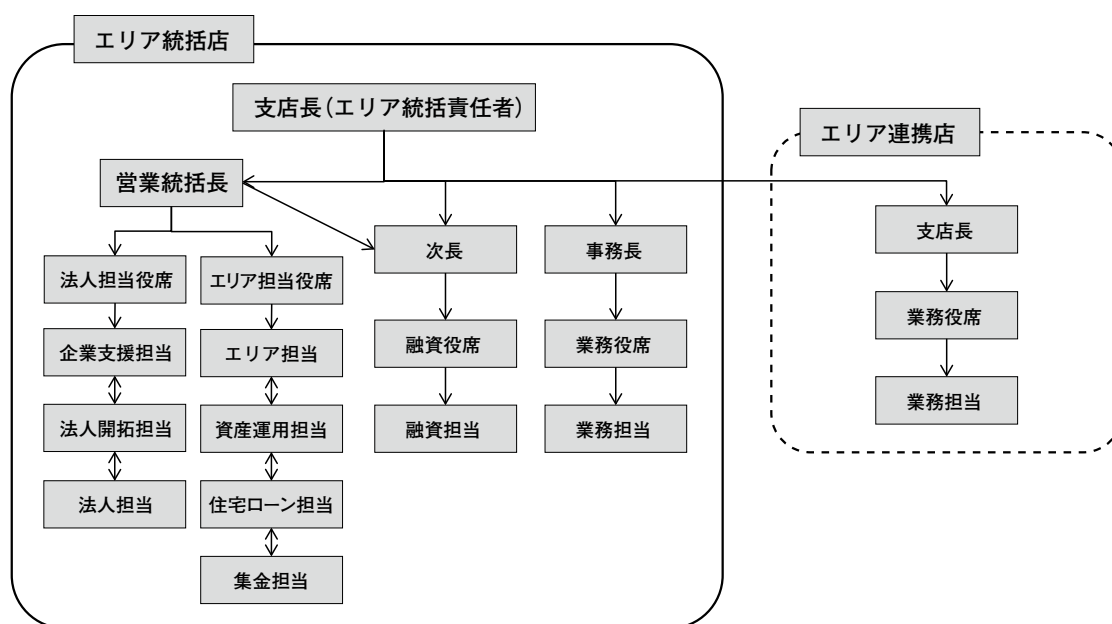 エリア統括店
支店長（エリア統括責任者）
エリア連携店
営業統括長
支店長
次長
事務長
法人担当役席
エリア担当役席
業務役席
企業支援担当
エリア担当
融資役席
業務役席
業務担当
法人開拓担当
資産運用担当
融資担当
業務担当
法人担当
住宅ローン担当
集金担当